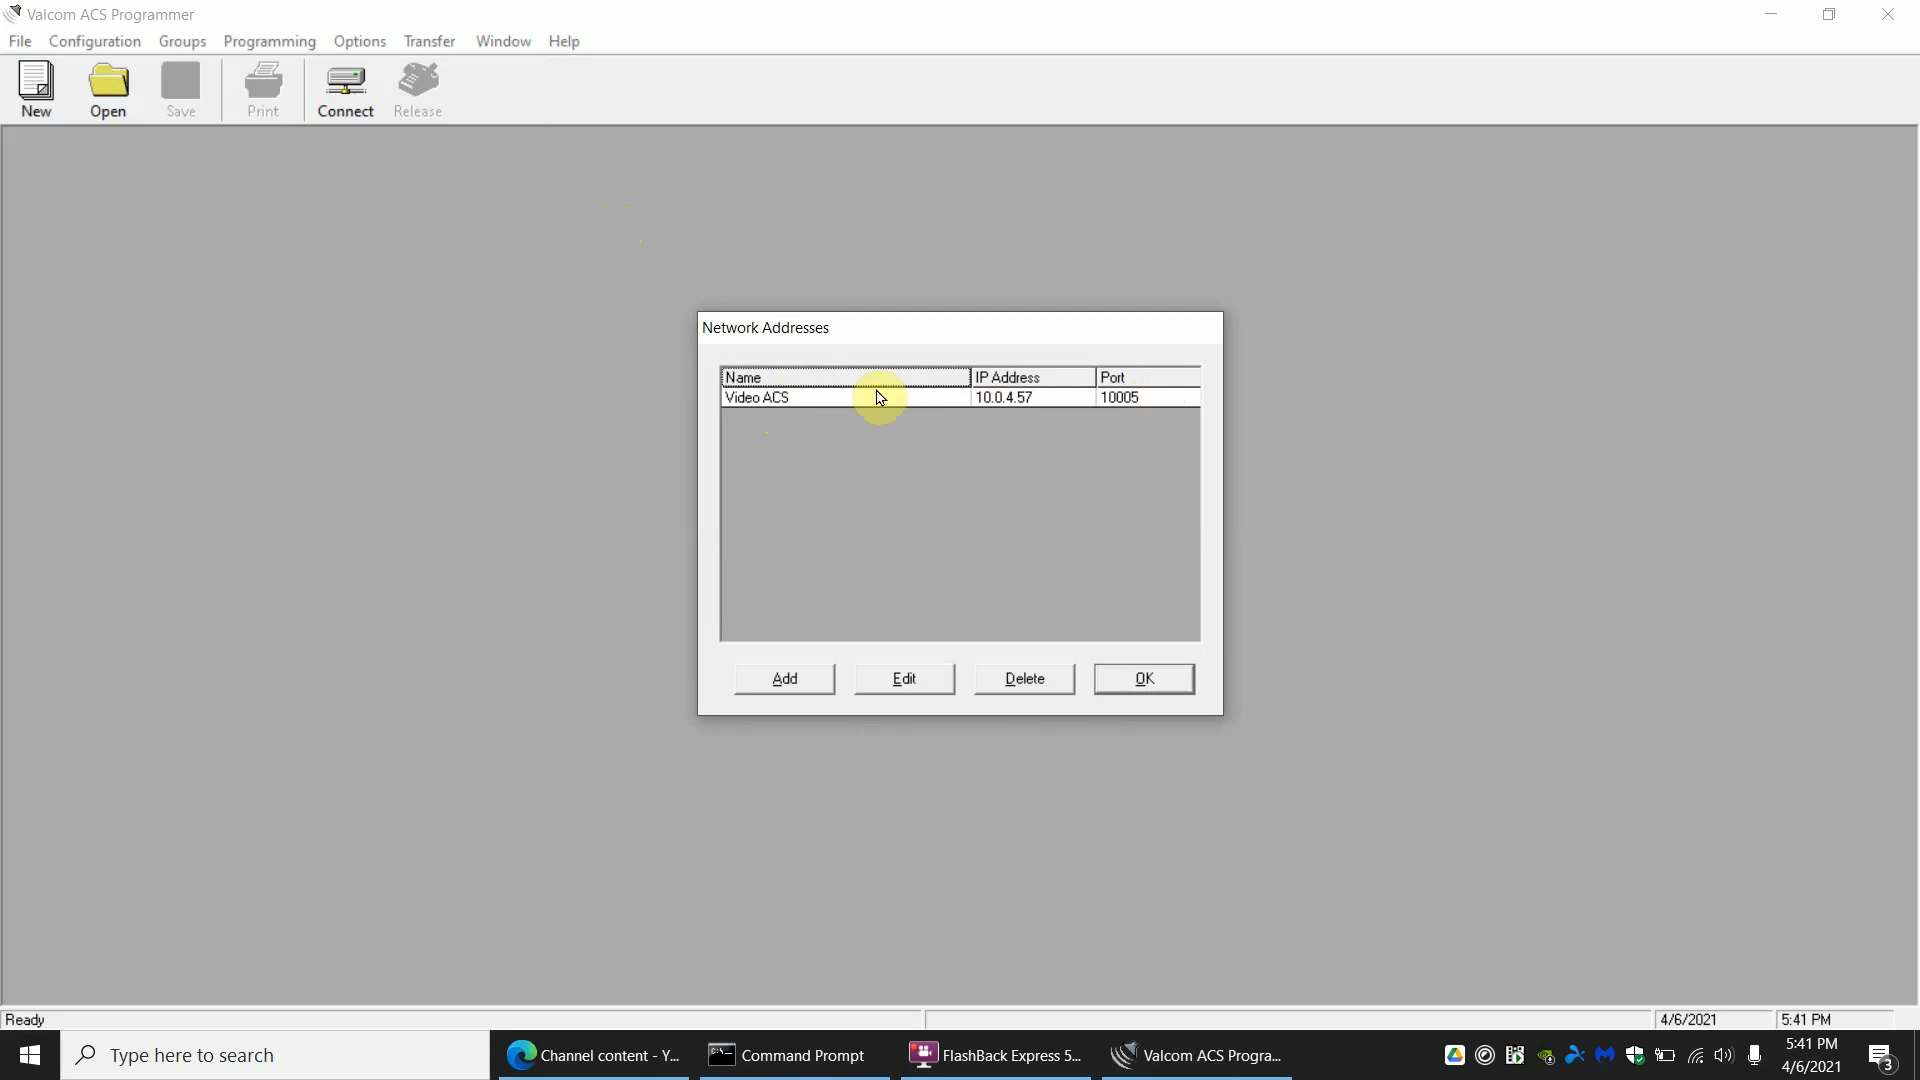 Valcom ACS Programmer
File Configuration Groups Programming Options Transfer Window Help
New Open Save Print Connect Release
Network Addresses
Name IP Address Port
Video ACS 10.0.4.57 10005
Add Edit Delete OK
Ready 4/6/2021 5:41 PM
Type here to search Channel content - Y... Command Prompt FlashBack Express 5... Valcom ACS Progra... 5:41 PM
4/6/2021 3